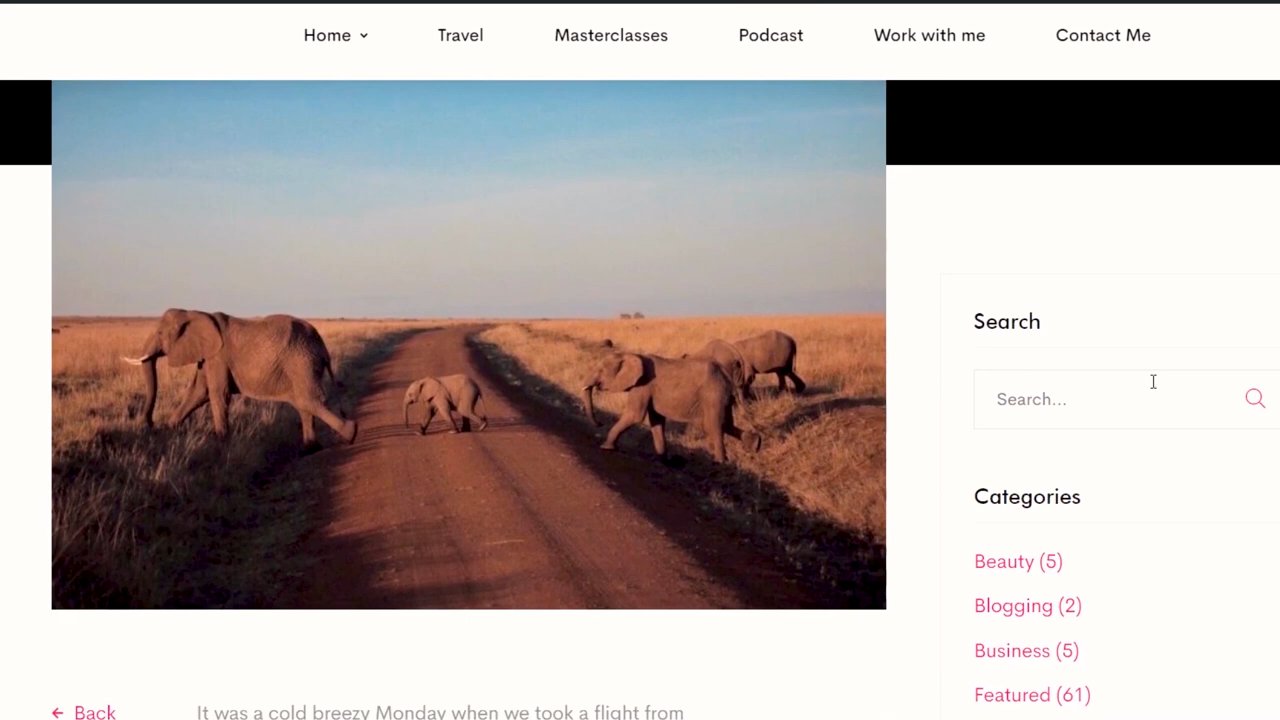 Home Travel Masterclasses Podcast Work with me Contact Me
Search
Search...
Categories
Beauty (5)
Blogging (2)
Business (5)
Featured (61)
Back
It was a cold breezy Monday when we took a flight from